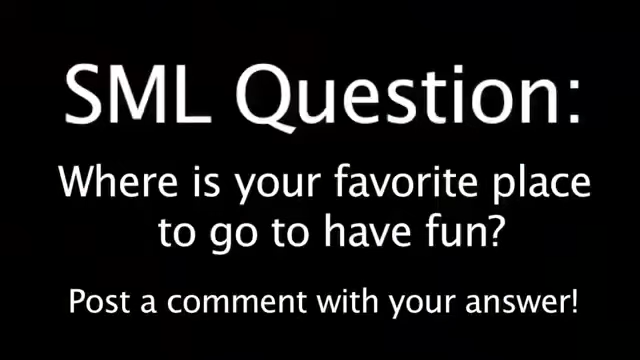 SML Question:
Where is your favorite place
to go to have fun?
Post a comment with your answer!